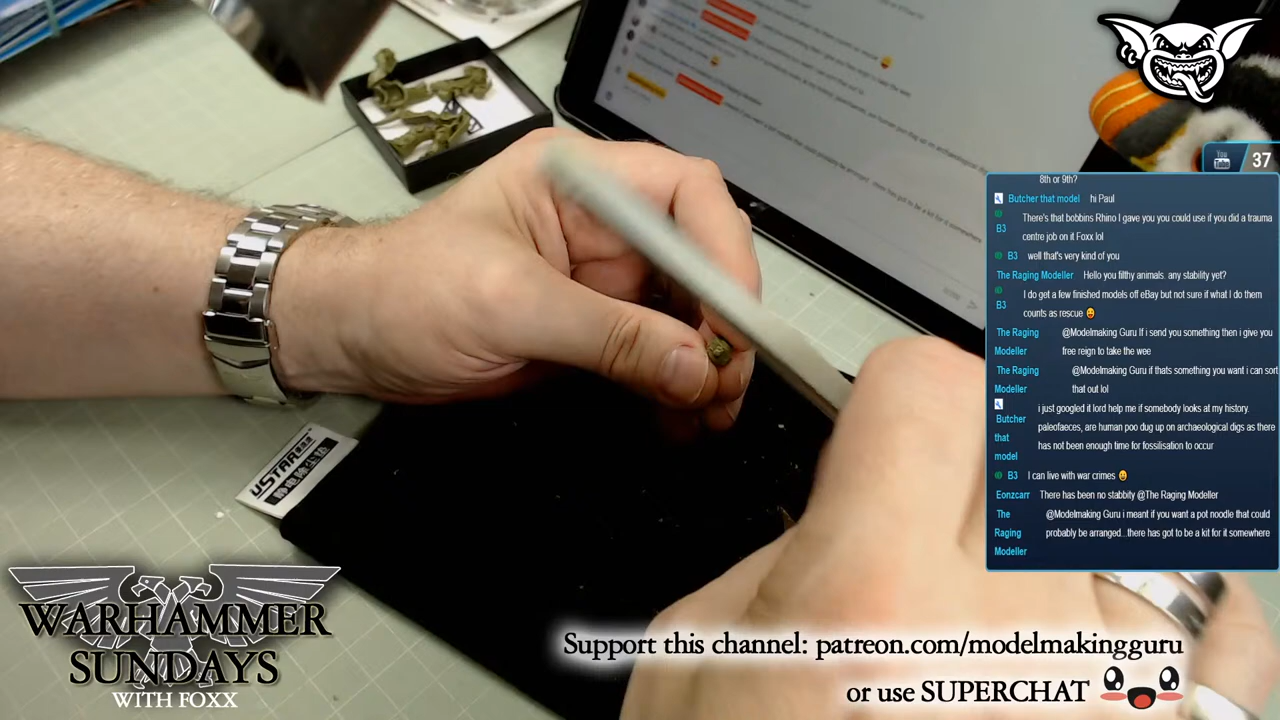 You
Tube
37
8th or 9th?
Butcher that model hi Paul
There's that bobbins Rhino I gave you you could use if you did a trauma
B3
centre job on it Foxx lol
B3 well that's very kind of you
The Raging Modeller Hello you filthy animals. any stability yet?
I do get a few finished models off eBay but not sure if what I do them
B3
counts as rescue 😀
The Raging @Modelmaking Guru If i send you something then i give you
Modeller free reign to take the wee
The Raging @Modelmaking Guru if thats something you want i can sort
Modeller that out lol
i just googled it lord help me if somebody looks at my history.
Butcher paleofaeces, are human poo dug up on archaeological digs as there
that has not been enough time for fossilisation to occur
model
B3 I can live with war crimes 😀
Eonzcarr There has been no stabbity @The Raging Modeller
The @Modelmaking Guru i meant if you want a pot noodle that could
Raging probably be arranged...there has got to be a kit for it somewhere
Modeller
USTAR
WARHAMMER
SUNDAYS
WITH FOXX
Support this channel: patreon.com/modelmakingguru
or use SUPERCHAT